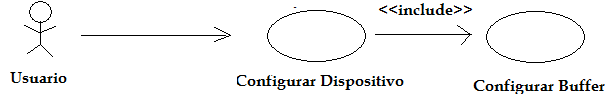 <<include>>
Usuario
Configurar Dispositivo
Configurar Buffer